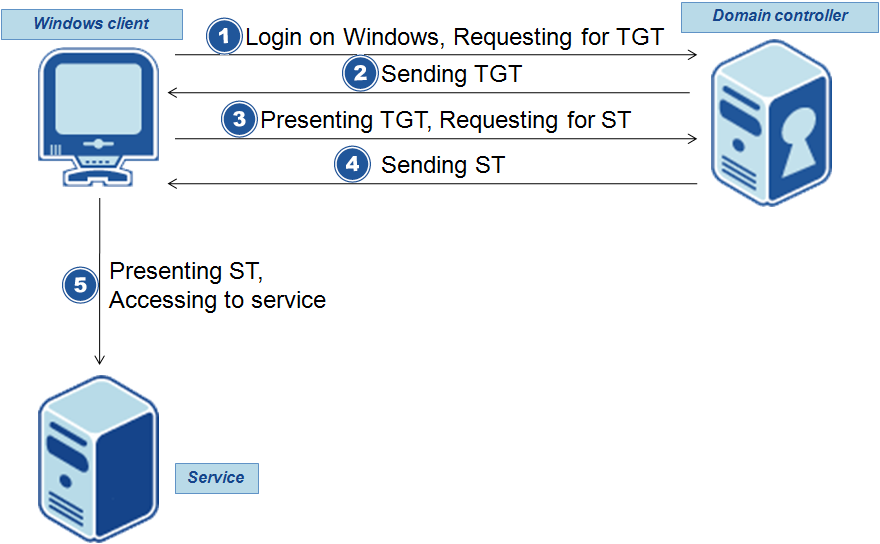 Windows client
Domain controller
1 Login on Windows, Requesting for TGT
2 Sending TGT
3 Presenting TGT, Requesting for ST
4 Sending ST
5 Presenting ST,
Accessing to service
Service